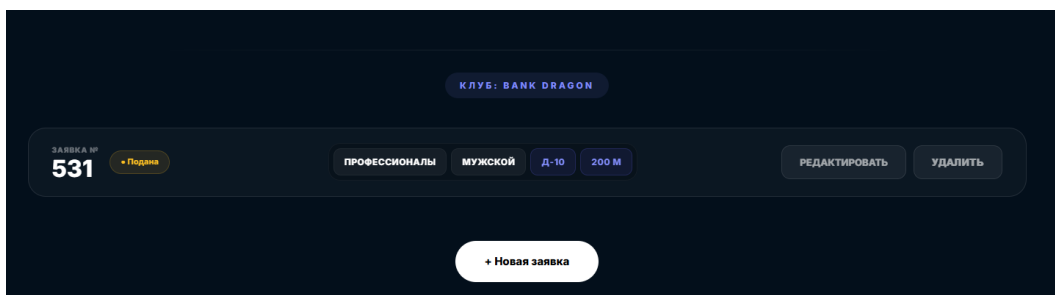 КЛУБ: BANK DRAGON
ЗАЯВКА №
531
• Подана
ПРОФЕССИОНАЛЫ МУЖСКОЙ Д-10 200 М
РЕДАКТИРОВАТЬ УДАЛИТЬ
+ Новая заявка